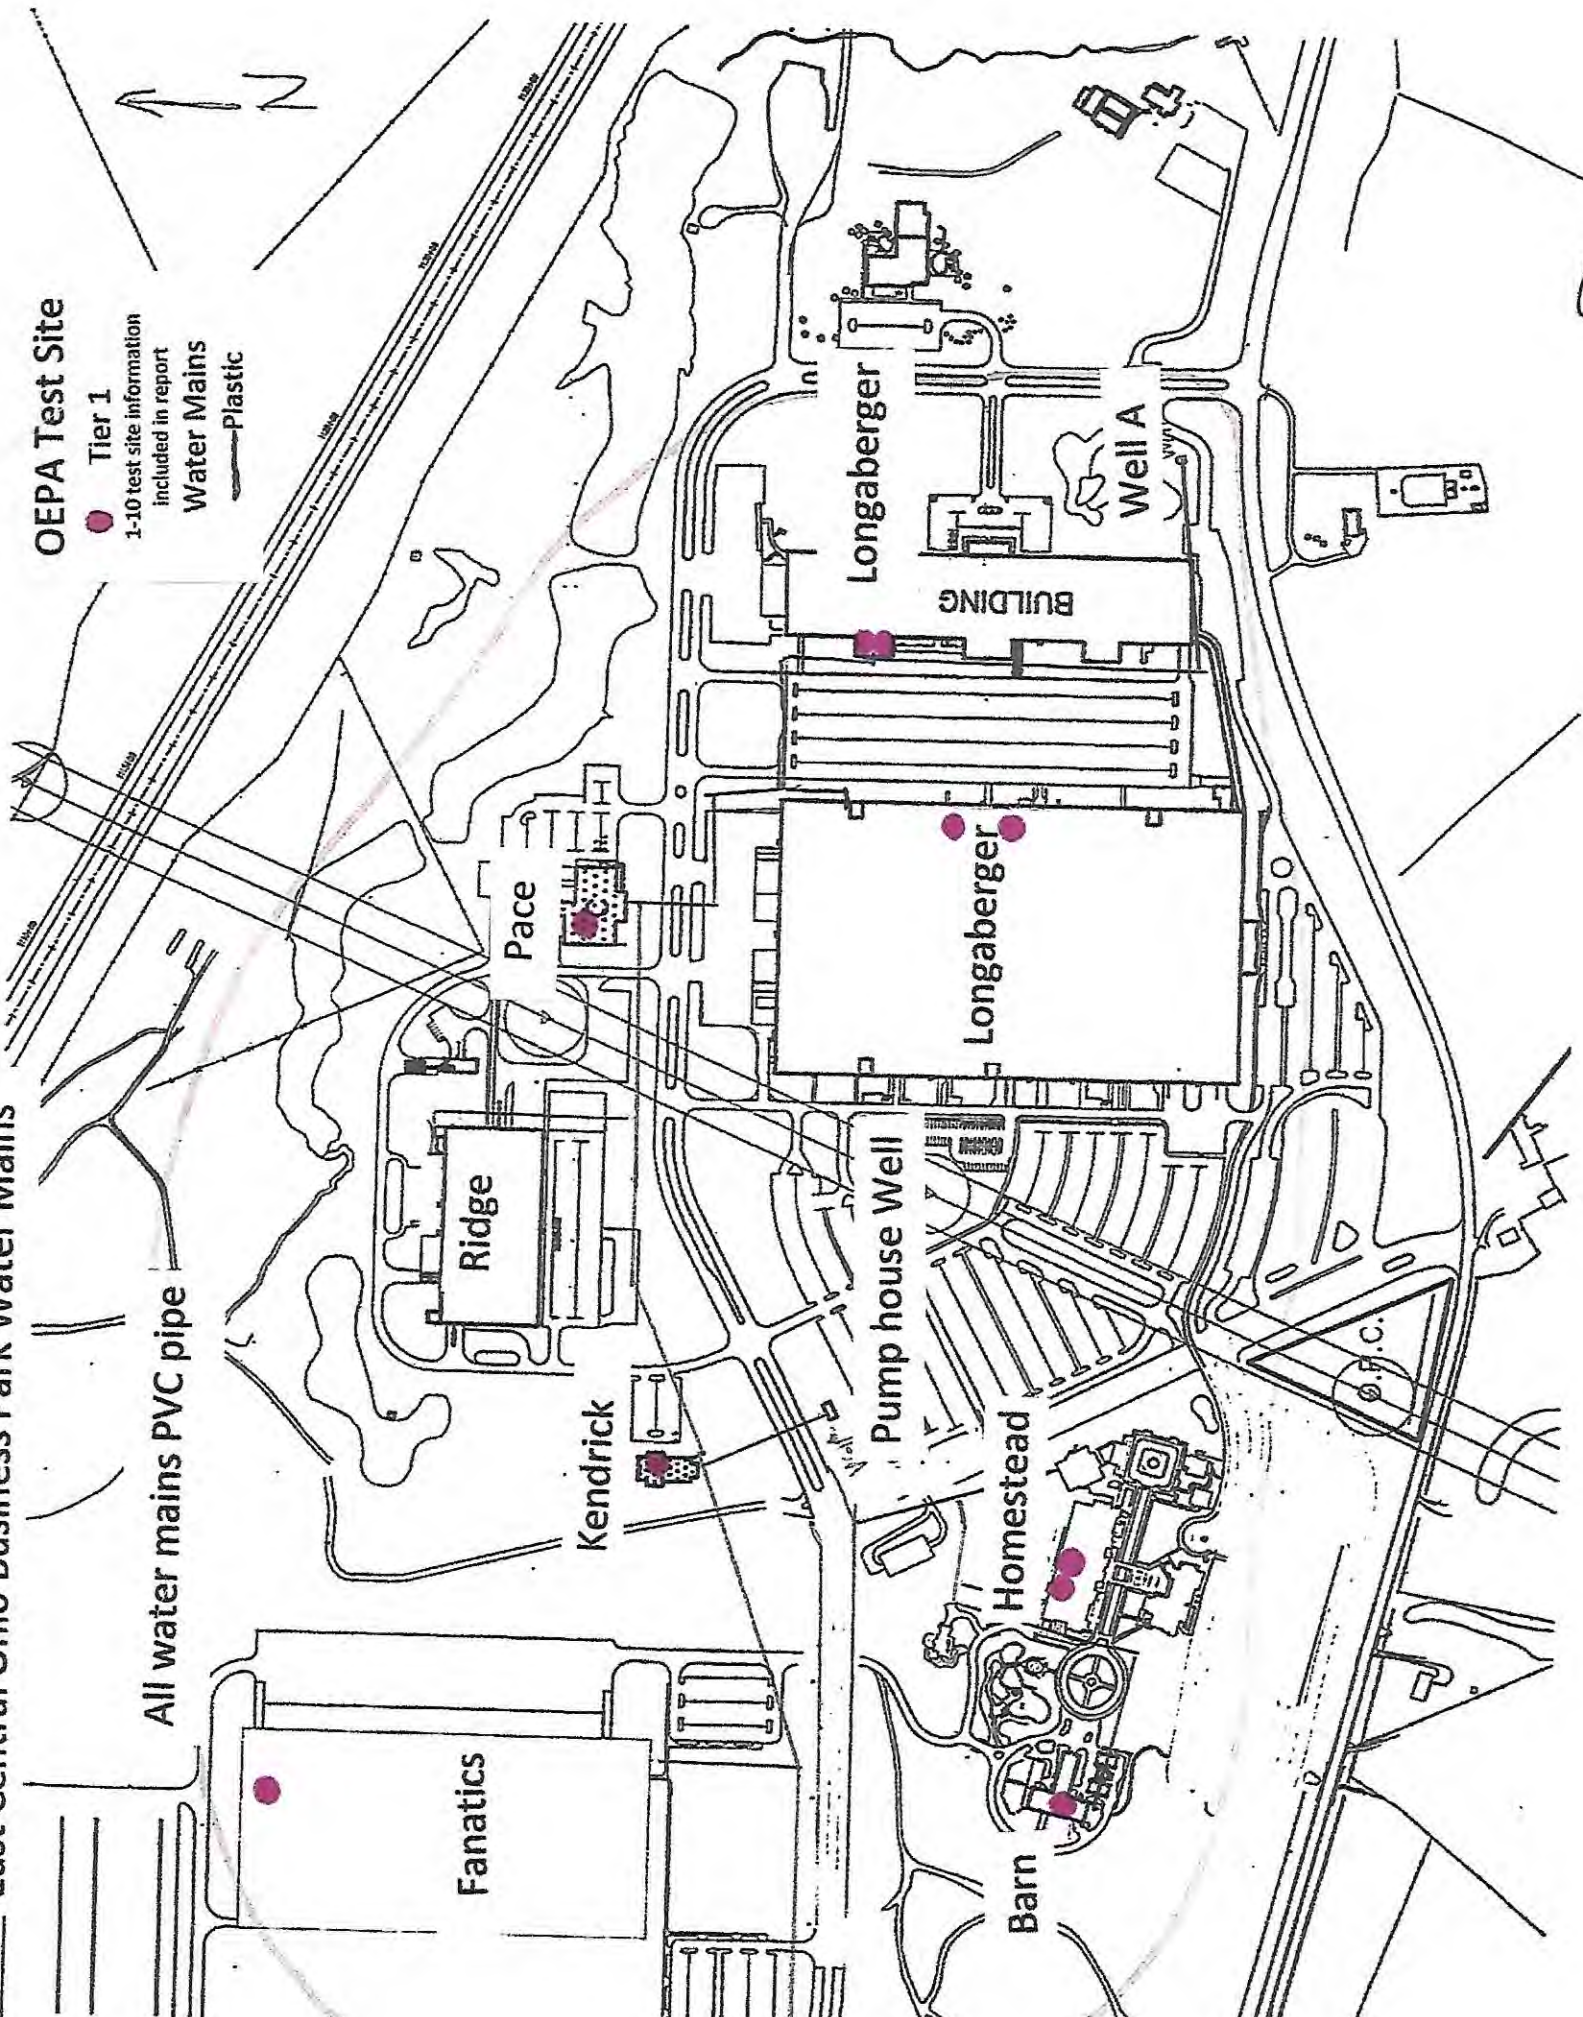 East Central Ohio Business Park Water Mains
All water mains PVC pipe
OEPA Test Site
Tier 1
1-10 test site information
included in report
Water Mains
Plastic
N
Fanatics
Kendrick
Ridge
Pace
Longaberger
BUILDING
Longaberger
Well A
Pump house Well
Homestead
Barn